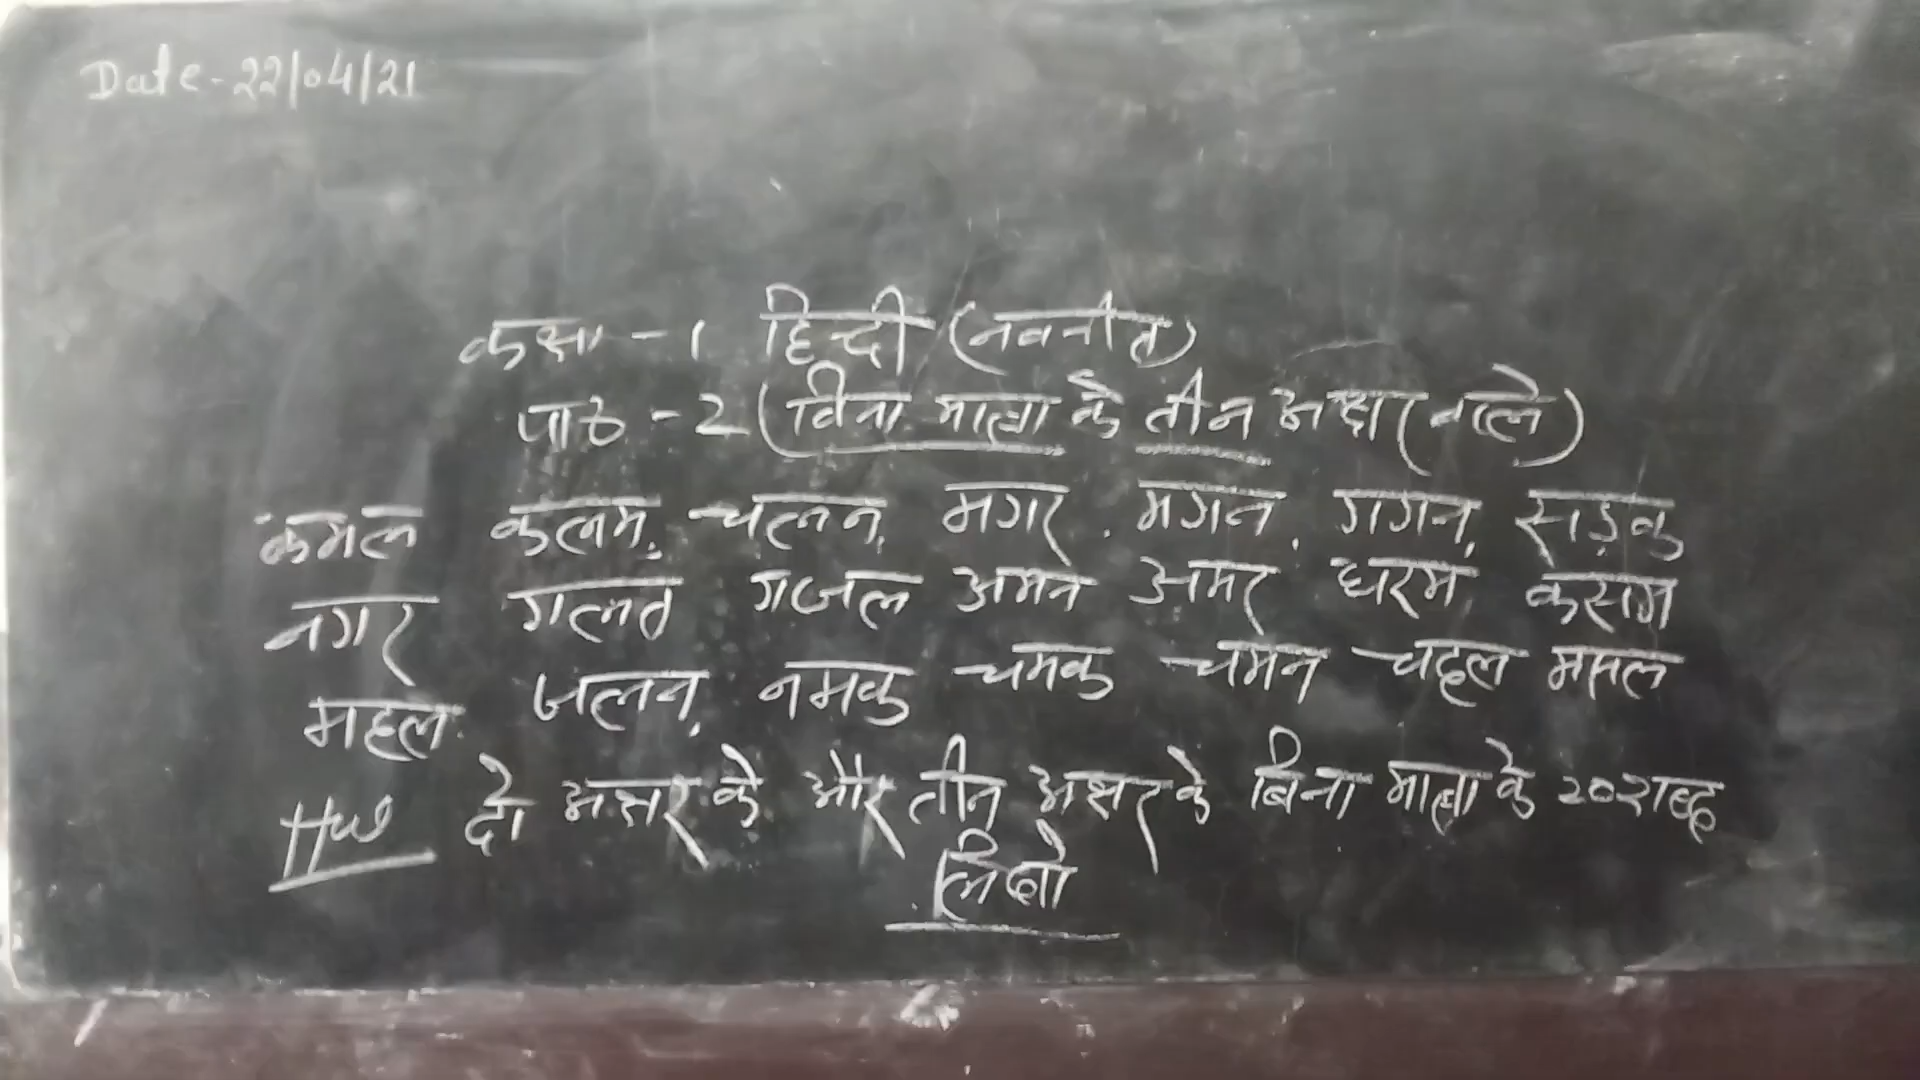 Date-22/04/21
कक्षा-1 हिन्दी (नवनीत)
पाठ-2 (बिना मात्रा के तीन अक्षर वाले)
कमल कलम, चलन, मगर, मगन, गगन, सड़क
नगर गलत गजल अमन अमर धरम कसम
महल जलन, नमक चमक चमन चहल मसल
HW दो अक्षर के और तीन अक्षर के बिना मात्रा के 20 शब्द
लिखो